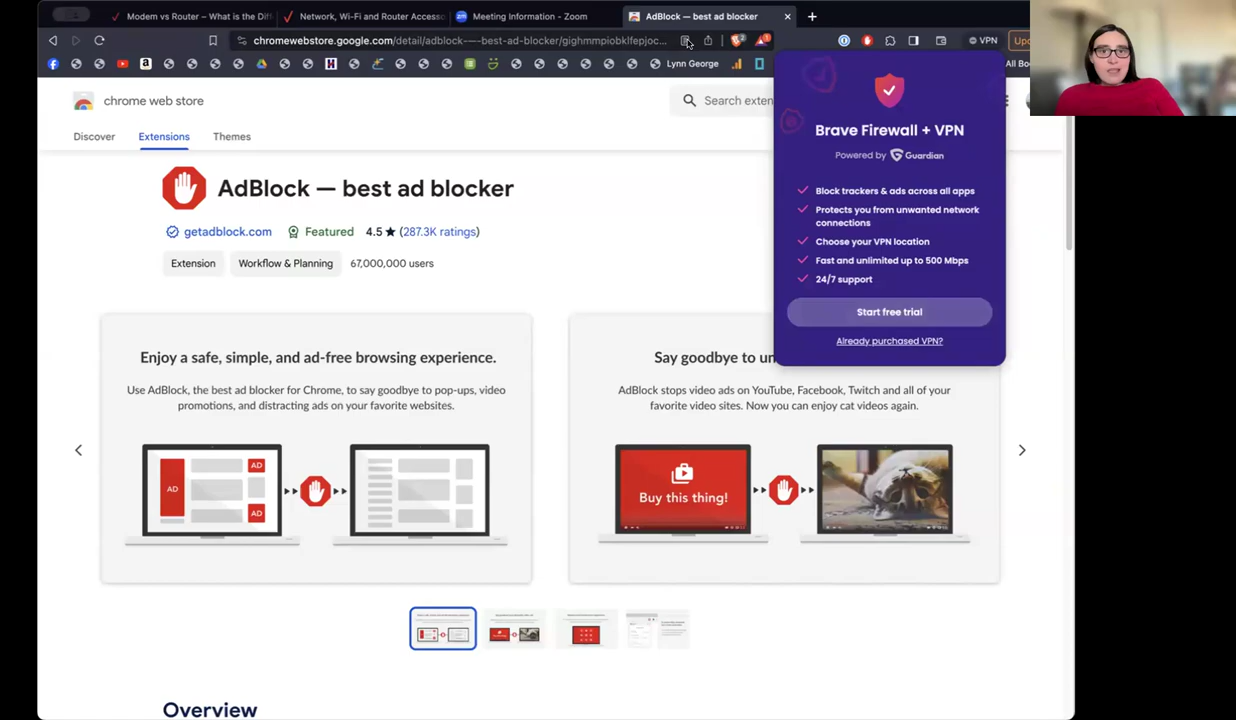 Modem vs Router – What is the Diff
Network, Wi-Fi and Router Accesso
Meeting Information - Zoom
AdBlock — best ad blocker
chromewebstore.google.com/detail/adblock-—-best-ad-blocker/gighmmpiobklfepjoc...
VPN
Lynn George
chrome web store
Search exten
Discover
Extensions
Themes
AdBlock — best ad blocker
getadblock.com
Featured
4.5 ★ (287.3K ratings)
Extension
Workflow & Planning
67,000,000 users
Brave Firewall + VPN
Powered by Guardian
Block trackers & ads across all apps
Protects you from unwanted network
connections
Choose your VPN location
Fast and unlimited up to 500 Mbps
24/7 support
Start free trial
Already purchased VPN?
Enjoy a safe, simple, and ad-free browsing experience.
Use AdBlock, the best ad blocker for Chrome, to say goodbye to pop-ups, video
promotions, and distracting ads on your favorite websites.
AD
AD
AD
Say goodbye to un
AdBlock stops video ads on YouTube, Facebook, Twitch and all of your
favorite video sites. Now you can enjoy cat videos again.
Buy this thing!
Overview